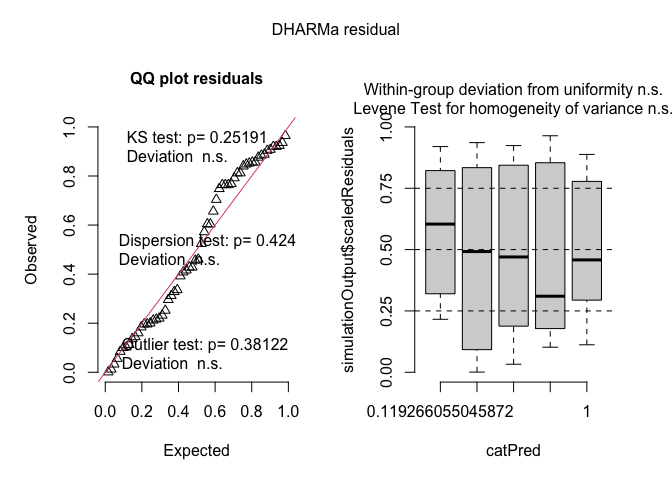 DHARMa residual
QQ plot residuals
KS test: p= 0.25191
Deviation n.s.
Dispersion test: p= 0.424
Deviation n.s.
Outlier test: p= 0.38122
Deviation n.s.
Observed
0.0 0.2 0.4 0.6 0.8 1.0
0.0 0.2 0.4 0.6 0.8 1.0
Expected
Within-group deviation from uniformity n.s.
Levene Test for homogeneity of variance n.s.
simulationOutput$scaledResiduals
0.00 0.25 0.50 0.75 1.00
0.119266055045872 1
catPred